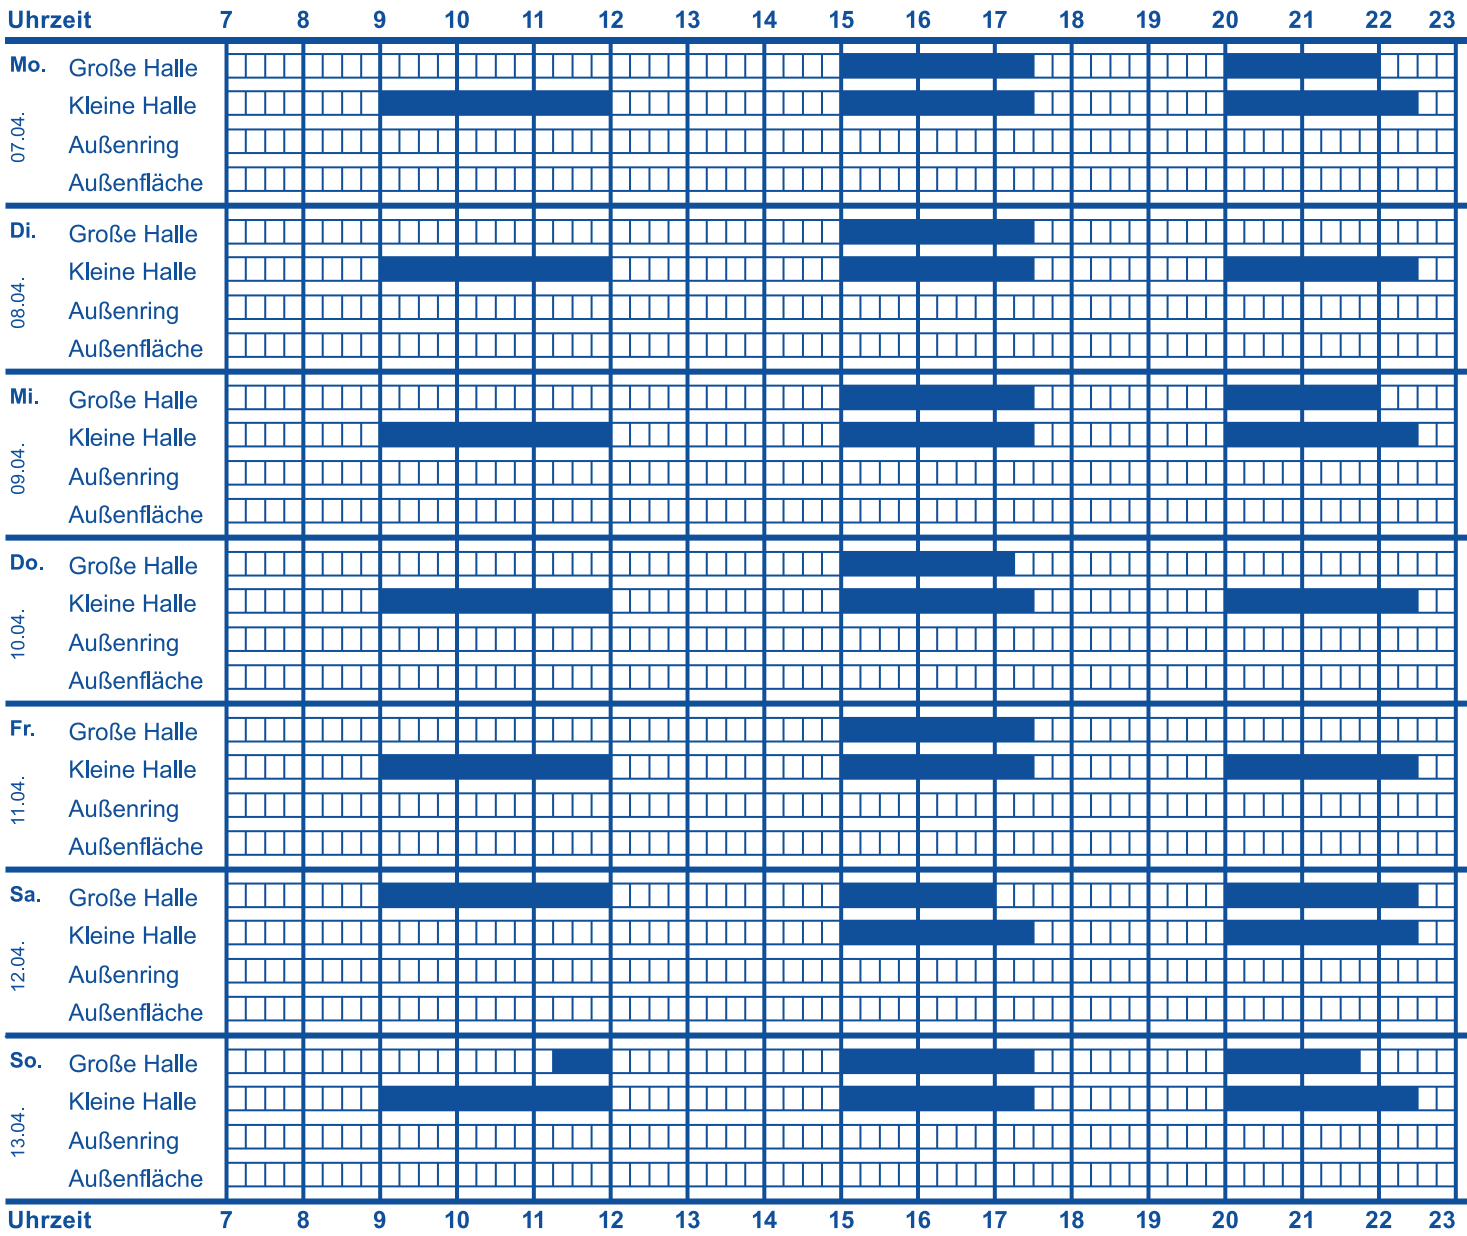 Uhrzeit 7 8 9 10 11 12 13 14 15 16 17 18 19 20 21 22 23
Mo. Große Halle
Kleine Halle
07.04.
Außenring
Außenfläche
Di. Große Halle
Kleine Halle
08.04.
Außenring
Außenfläche
Mi. Große Halle
Kleine Halle
09.04.
Außenring
Außenfläche
Do. Große Halle
Kleine Halle
10.04.
Außenring
Außenfläche
Fr. Große Halle
Kleine Halle
11.04.
Außenring
Außenfläche
Sa. Große Halle
Kleine Halle
12.04.
Außenring
Außenfläche
So. Große Halle
Kleine Halle
13.04.
Außenring
Außenfläche
Uhrzeit 7 8 9 10 11 12 13 14 15 16 17 18 19 20 21 22 23